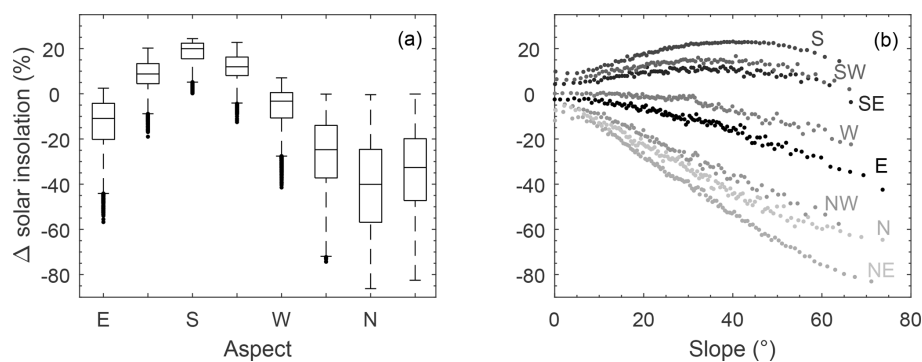 (a)
Δ solar insolation (%)
20
0
-20
-40
-60
-80
E
S
W
N
Aspect
(b)
20
0
-20
-40
-60
-80
S
SW
SE
W
E
NW
N
NE
0
20
40
60
80
Slope (°)